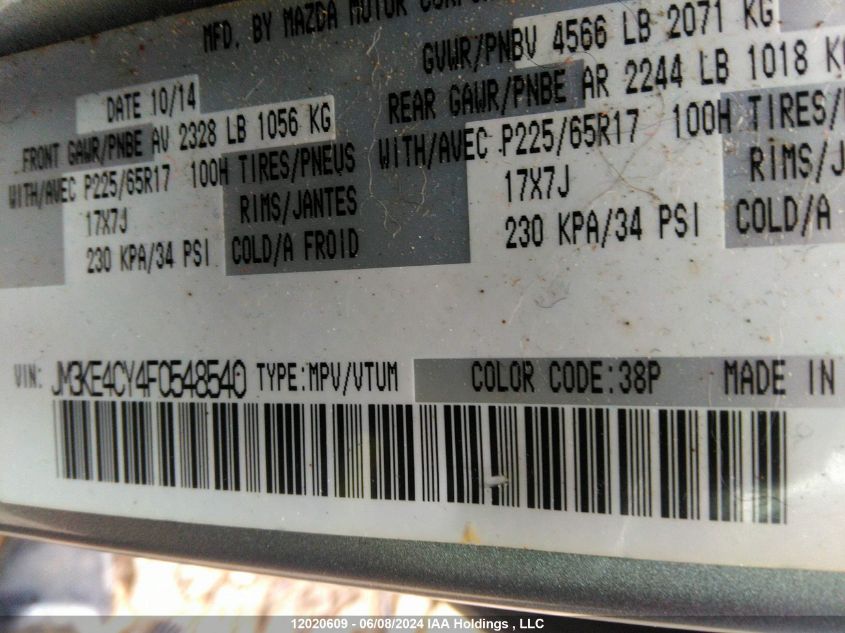 MFD. BY MAZDA MOTOR
DATE 10/14
GVWR/PNBV 4566 LB 2071 KG
FRONT GAWR/PNBE AV 2328 LB 1056 KG
REAR GAWR/PNBE AR 2244 LB 1018 KG
WITH/AVEC P225/65R17 100H TIRES/PNEUS
WITH/AVEC P225/65R17 100H TIRES/
17X7J RIMS/JANTES
17X7J RIMS/J
230 KPA/34 PSI COLD/A FROID
230 KPA/34 PSI COLD/A
VIN: JM3KE4CY4F0548540 TYPE:MPV/VTUM COLOR CODE:38P MADE IN
12020609 - 06/08/2024 IAA Holdings , LLC